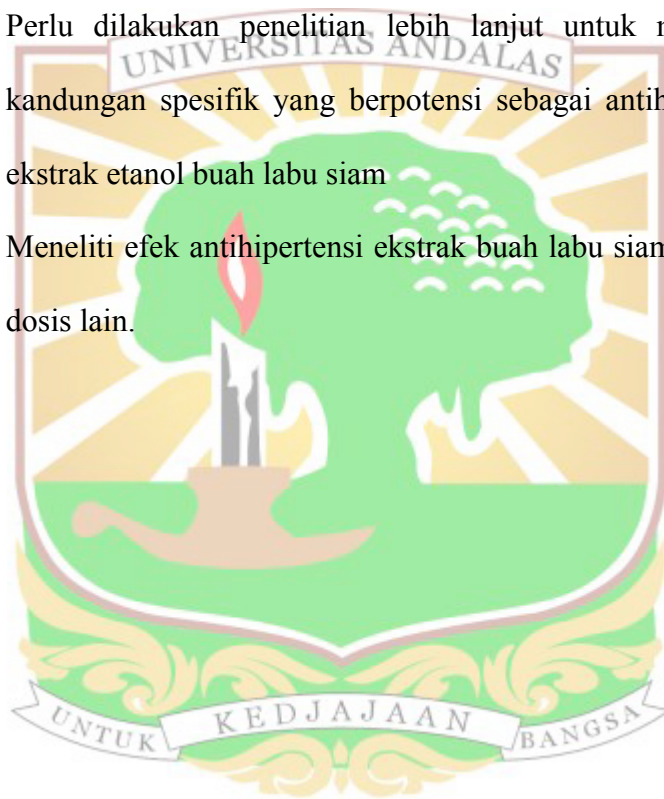 Perlu dilakukan penelitian lebih lanjut untuk
UNIVERSITAS ANDALAS
kandungan spesifik yang berpotensi sebagai
ekstrak etanol buah labu siam
Meneliti efek antihipertensi ekstrak buah labu siam
dosis lain.
UNTUK KEDJAJAAN BANGSA